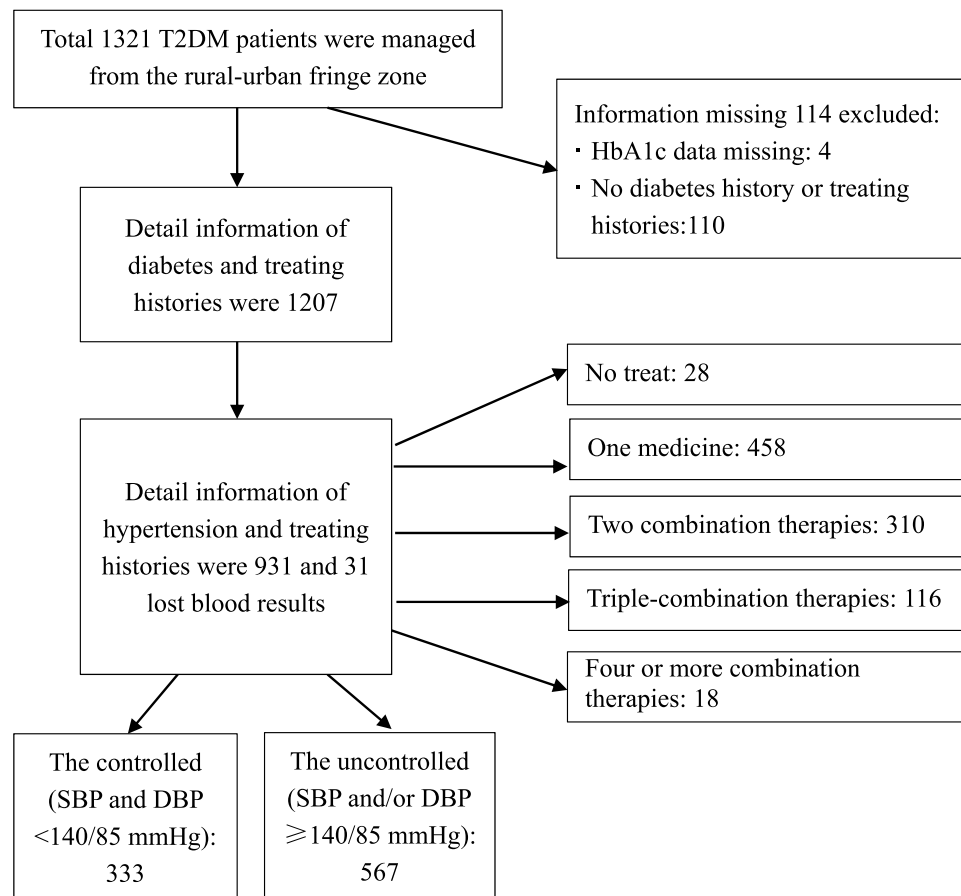 Total 1321 T2DM patients were managed
from the rural-urban fringe zone
Information missing 114 excluded:
· HbA1c data missing: 4
· No diabetes history or treating
histories:110
Detail information of
diabetes and treating
histories were 1207
No treat: 28
One medicine: 458
Detail information of
hypertension and treating
histories were 931 and 31
lost blood results
Two combination therapies: 310
Triple-combination therapies: 116
Four or more combination
therapies: 18
The controlled
(SBP and DBP
<140/85 mmHg):
333
The uncontrolled
(SBP and/or DBP
⩾140/85 mmHg):
567